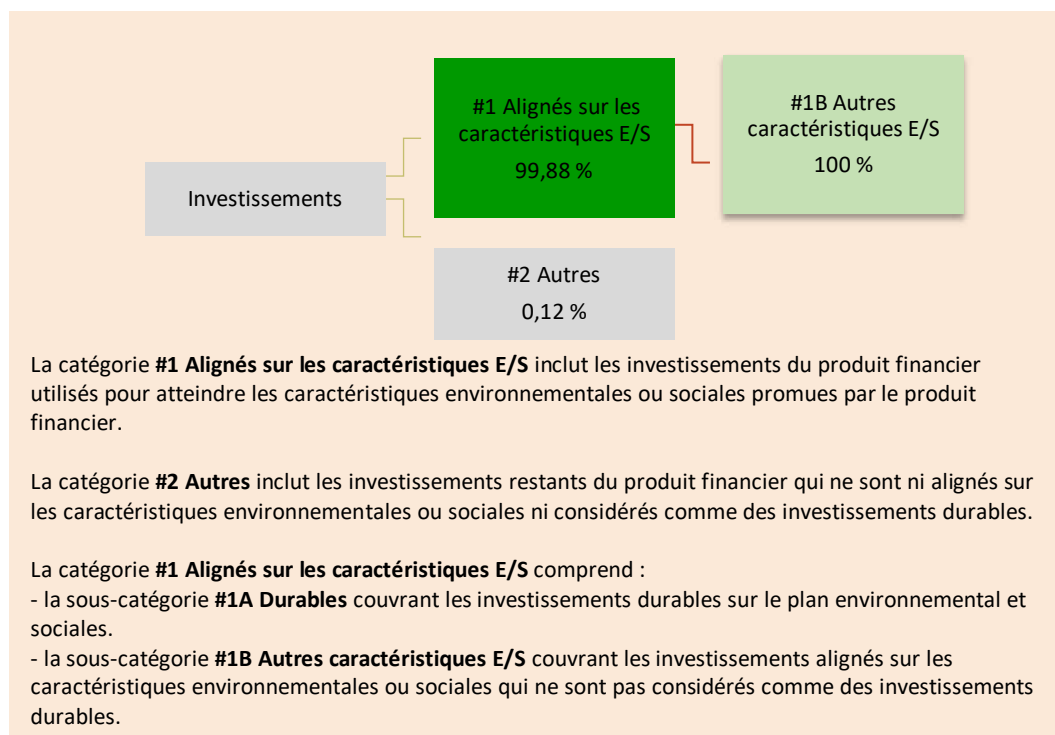 #1 Alignés sur les
caractéristiques E/S
99,88 %
#1B Autres
caractéristiques E/S
100 %
Investissements
#2 Autres
0,12 %
La catégorie #1 Alignés sur les caractéristiques E/S inclut les investissements du produit financier
utilisés pour atteindre les caractéristiques environnementales ou sociales promues par le produit
financier.
La catégorie #2 Autres inclut les investissements restants du produit financier qui ne sont ni alignés sur
les caractéristiques environnementales ou sociales ni considérés comme des investissements durables.
La catégorie #1 Alignés sur les caractéristiques E/S comprend :
- la sous-catégorie #1A Durables couvrant les investissements durables sur le plan environnemental et
sociales.
- la sous-catégorie #1B Autres caractéristiques E/S couvrant les investissements alignés sur les
caractéristiques environnementales ou sociales qui ne sont pas considérés comme des investissements
durables.